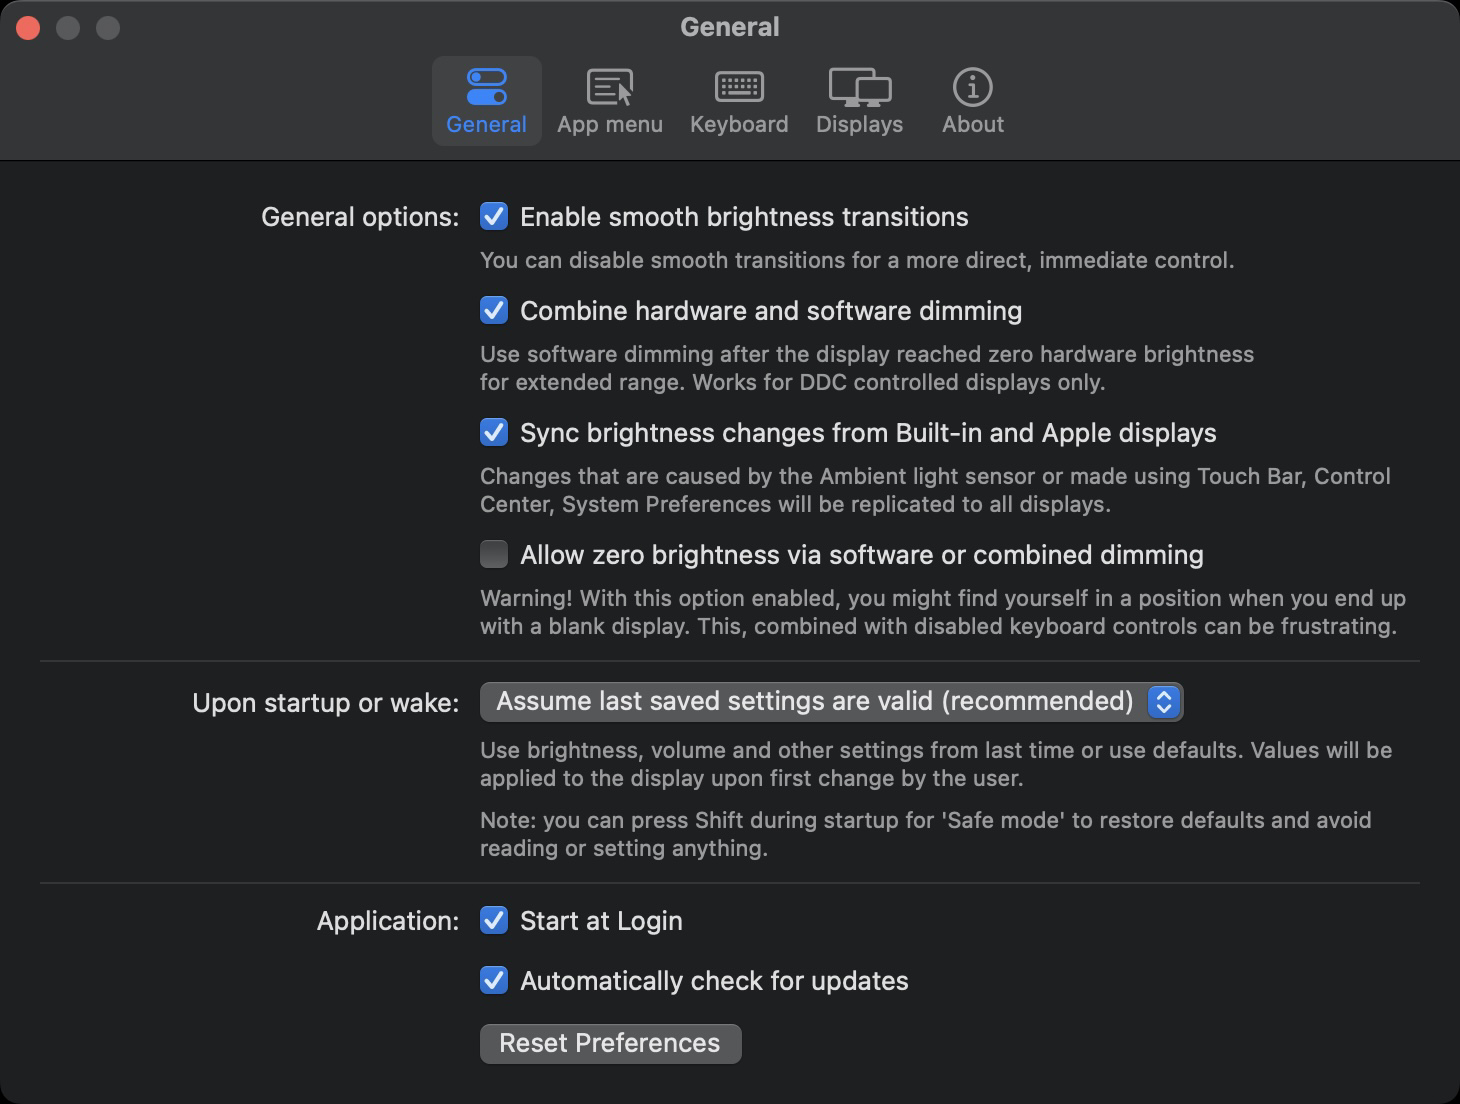 General
General
App menu
Keyboard
Displays
About
General options:
Enable smooth brightness transitions
You can disable smooth transitions for a more direct, immediate control.
Combine hardware and software dimming
Use software dimming after the display reached zero hardware brightness
for extended range. Works for DDC controlled displays only.
Sync brightness changes from Built-in and Apple displays
Changes that are caused by the Ambient light sensor or made using Touch Bar, Control
Center, System Preferences will be replicated to all displays.
Allow zero brightness via software or combined dimming
Warning! With this option enabled, you might find yourself in a position when you end up
with a blank display. This, combined with disabled keyboard controls can be frustrating.
Upon startup or wake:
Assume last saved settings are valid (recommended)
Use brightness, volume and other settings from last time or use defaults. Values will be
applied to the display upon first change by the user.
Note: you can press Shift during startup for 'Safe mode' to restore defaults and avoid
reading or setting anything.
Application:
Start at Login
Automatically check for updates
Reset Preferences